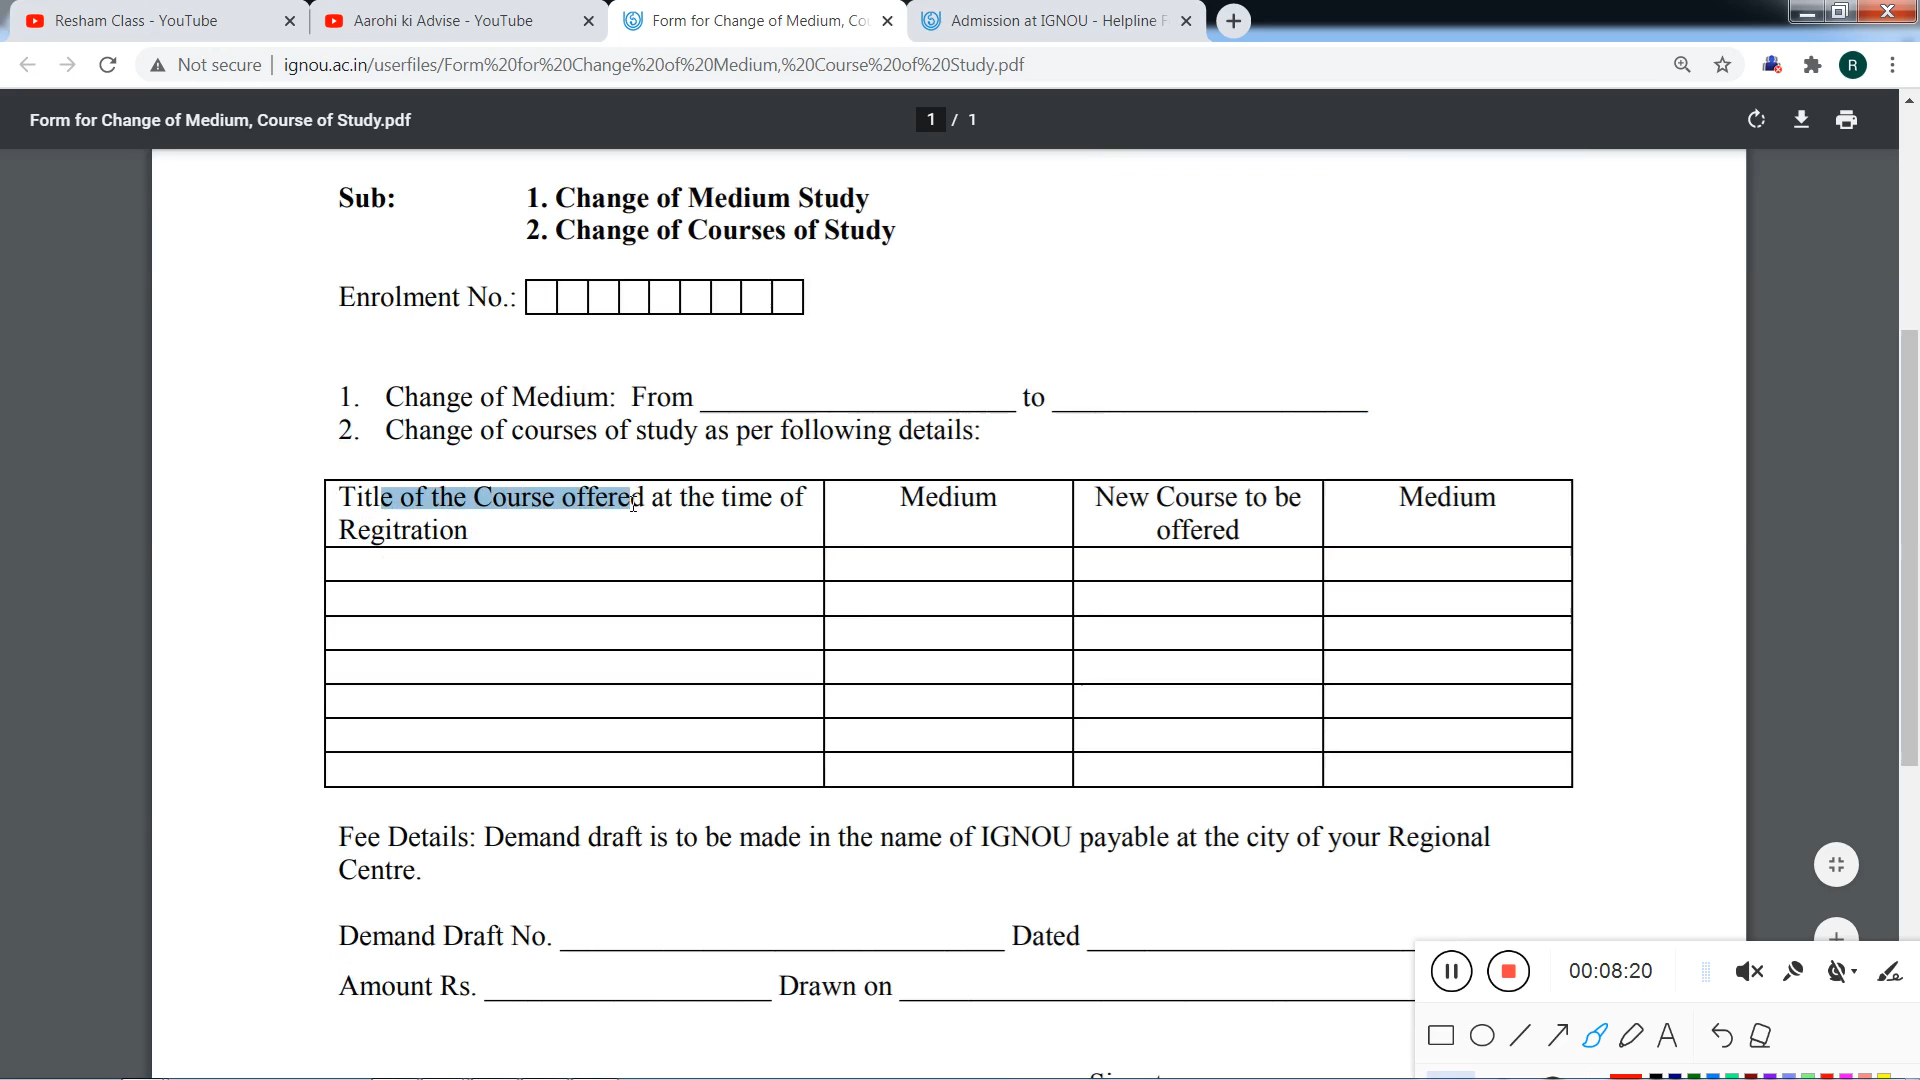 Resham Class - YouTube
Aarohi ki Advise - YouTube
Form for Change of Medium, Co
Admission at IGNOU - Helpline F
Not secure | ignou.ac.in/userfiles/Form%20for%20Change%20of%20Medium,%20Course%20of%20Study.pdf
R
Form for Change of Medium, Course of Study.pdf
1 / 1
Sub: 1. Change of Medium Study
2. Change of Courses of Study
Enrolment No.:
1. Change of Medium: From ____ to ____
2. Change of courses of study as per following details:
Title of the Course offered at the time of Regitration
Medium
New Course to be offered
Medium
Fee Details: Demand draft is to be made in the name of IGNOU payable at the city of your Regional
Centre.
Demand Draft No. ____ Dated ____
Amount Rs. ____ Drawn on ____
00:08:20
A